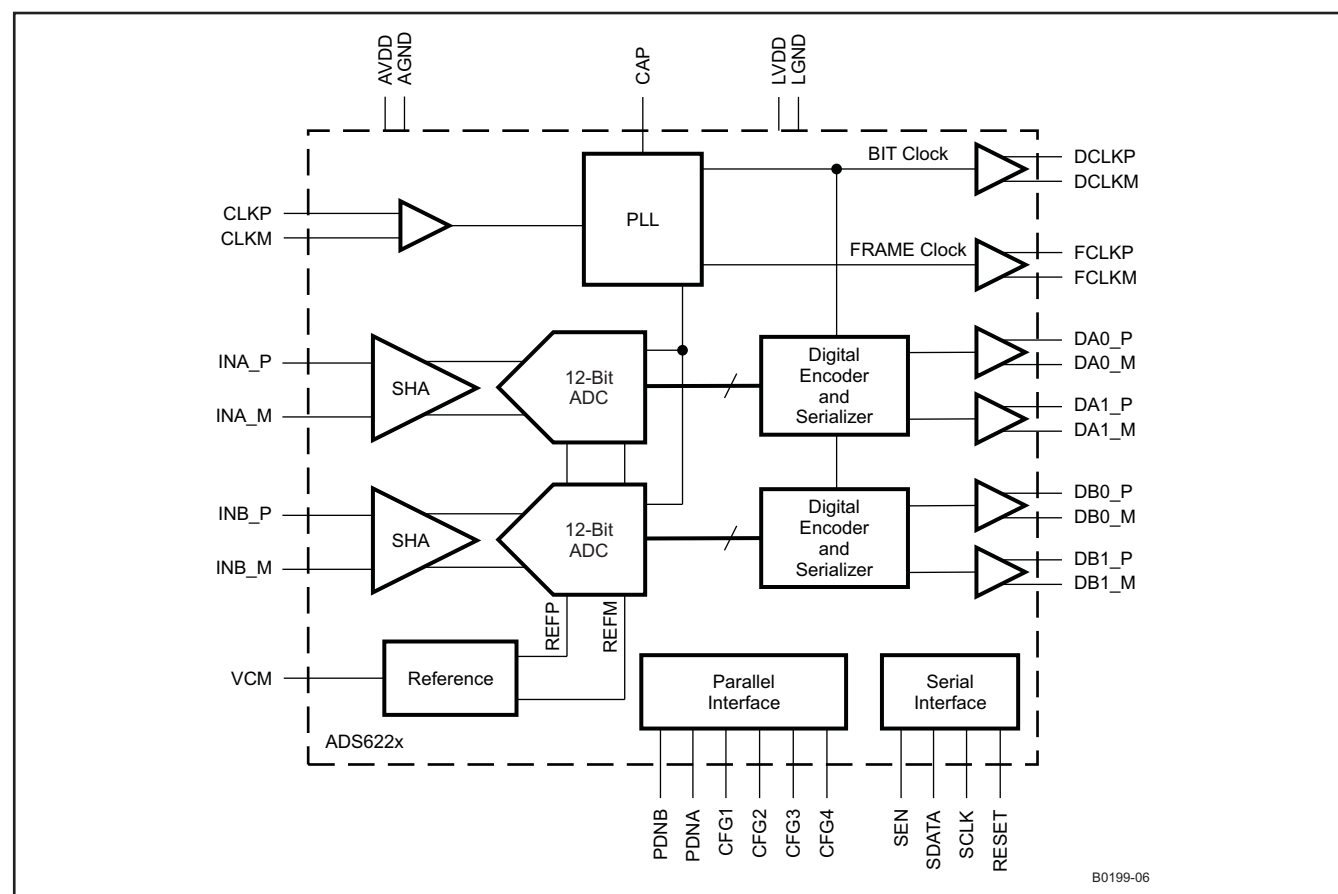 AVDD
AGND
CAP
LVDD
LGND
BIT Clock
DCLKP
DCLKM
CLKP
CLKM
PLL
FRAME Clock
FCLKP
FCLKM
INA_P
INA_M
SHA
12-Bit
ADC
Digital
Encoder
and
Serializer
DA0_P
DA0_M
DA1_P
DA1_M
INB_P
INB_M
SHA
12-Bit
ADC
Digital
Encoder
and
Serializer
DB0_P
DB0_M
DB1_P
DB1_M
REFP
REFM
VCM
Reference
Parallel
Interface
Serial
Interface
ADS622x
PDNB
PDNA
CFG1
CFG2
CFG3
CFG4
SEN
SDATA
SCLK
RESET
B0199-06